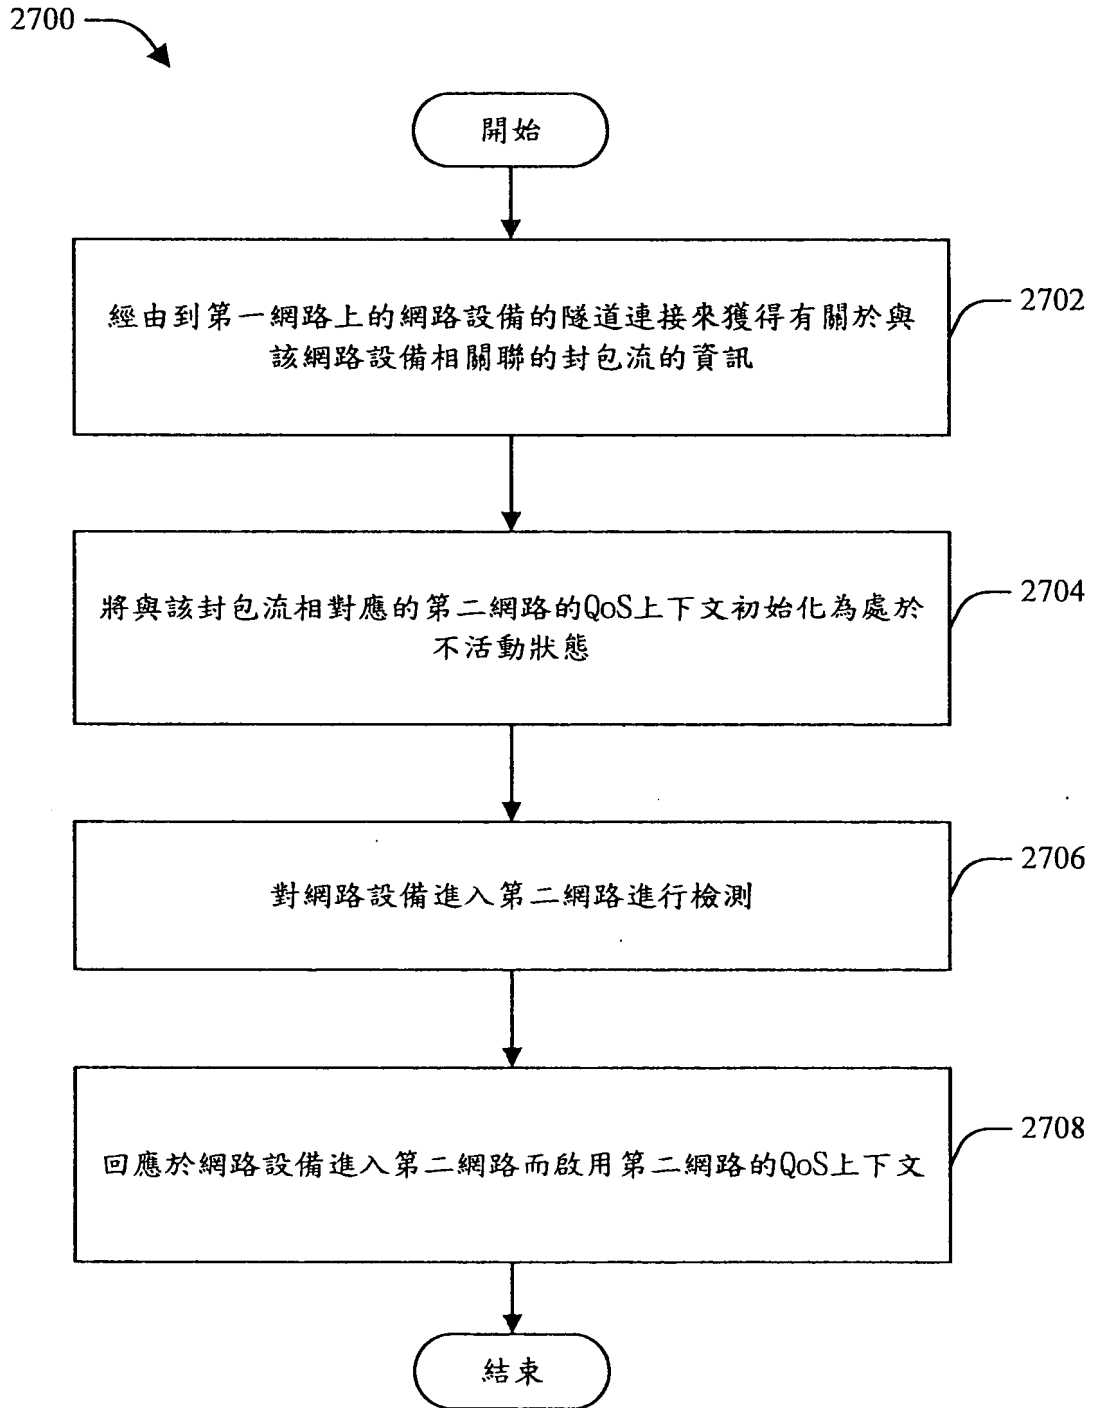 2700
開始
經由到第一網路上的網路設備的隧道連接來獲得有關於與
該網路設備相關聯的封包流的資訊
2702
將與該封包流相對應的第二網路的QoS上下文初始化為處於
不活動狀態
2704
對網路設備進入第二網路進行檢測
2706
回應於網路設備進入第二網路而啟用第二網路的QoS上下文
2708
結束